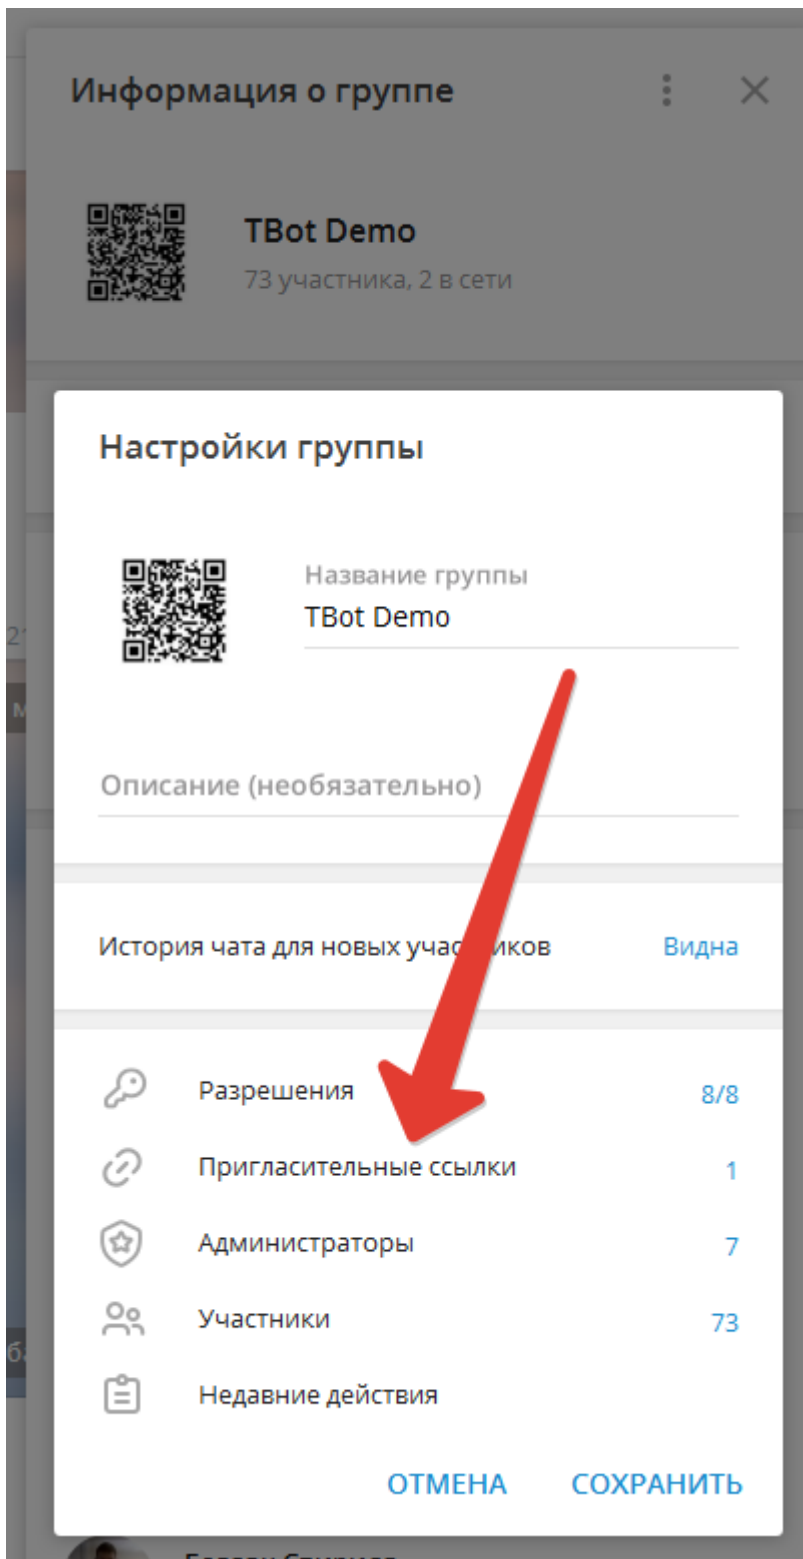 Информация о группе
TBot Demo
73 участника, 2 в сети
Настройки группы
Название группы
TBot Demo
Описание (необязательно)
История чата для новых участников Видна
Разрешения 8/8
Пригласительные ссылки 1
Администраторы 7
Участники 73
Недавние действия
ОТМЕНА СОХРАНИТЬ